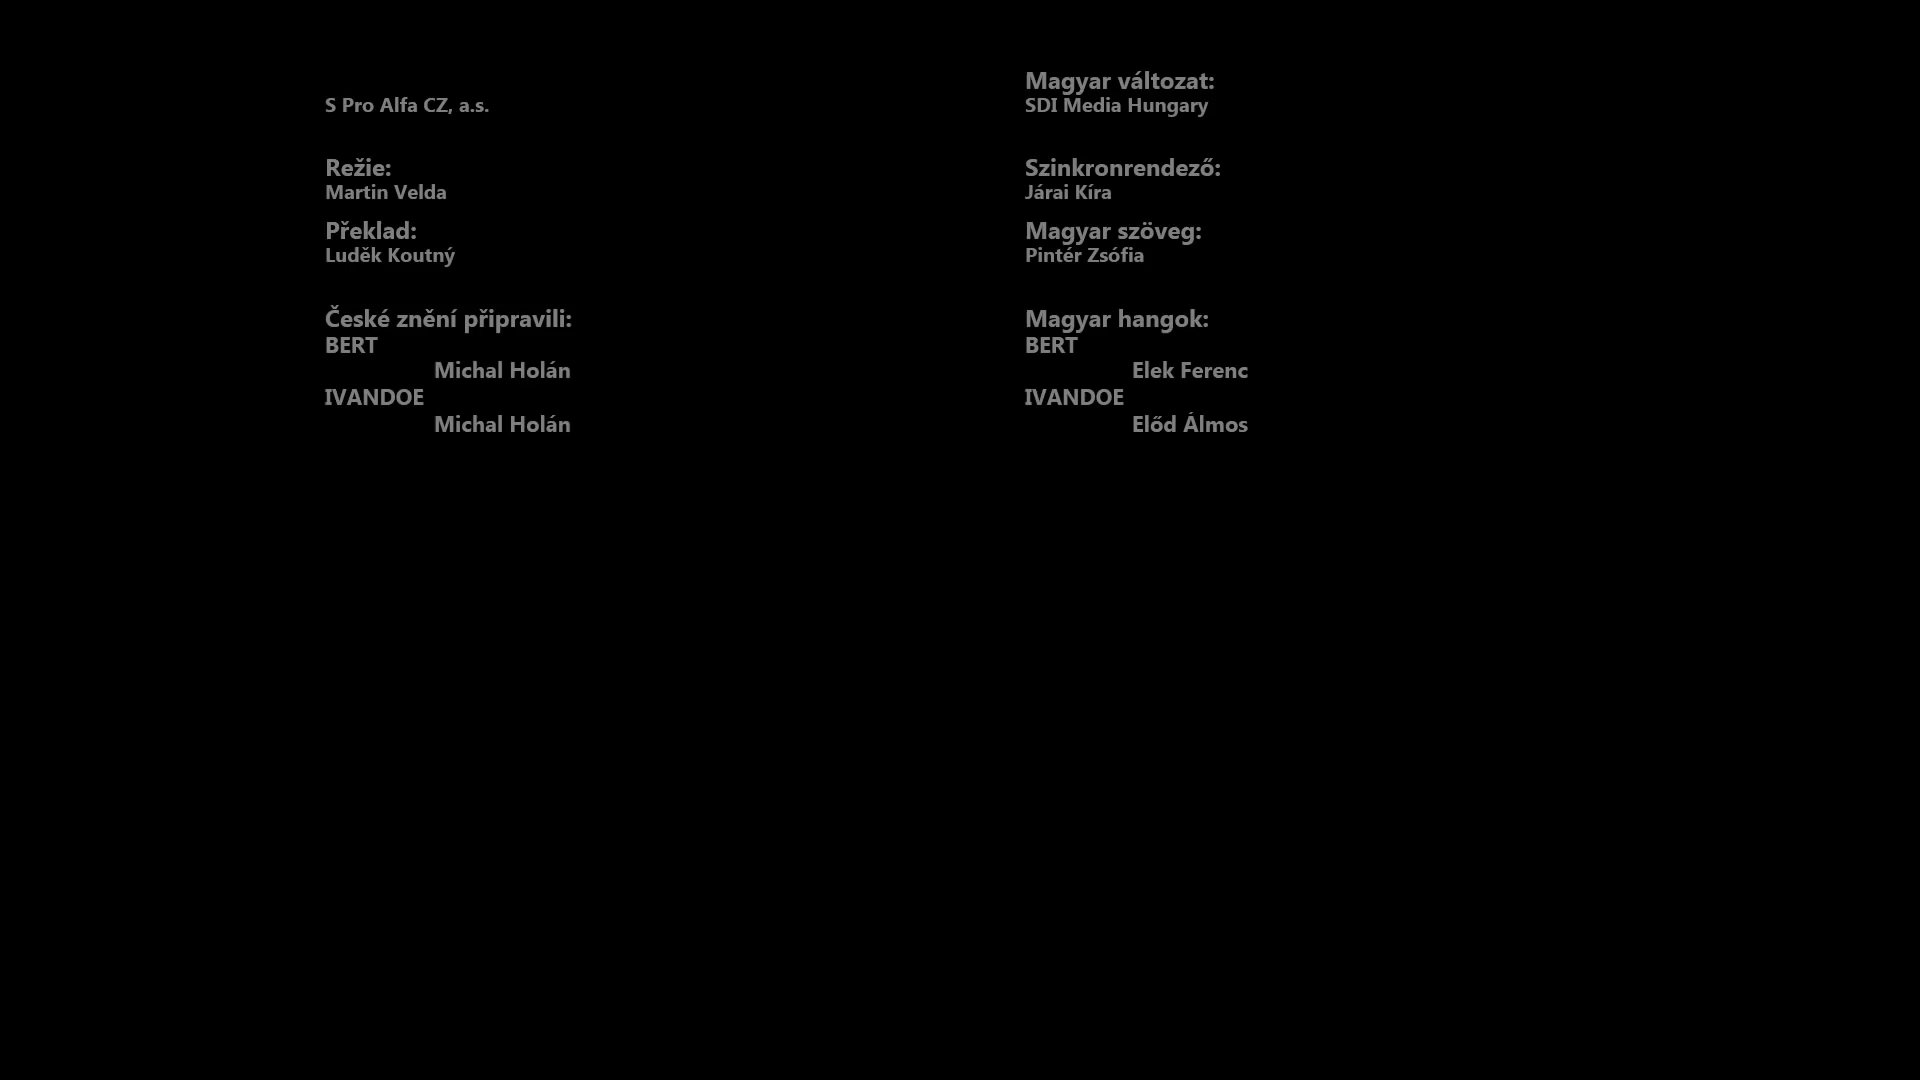 S Pro Alfa CZ, a.s.
Režie:
Martin Velda
Překlad:
Luděk Koutný
České znění připravili:
BERT
Michal Holán
IVANDOE
Michal Holán
Magyar változat:
SDI Media Hungary
Szinkronrendező:
Járai Kíra
Magyar szöveg:
Pintér Zsófia
Magyar hangok:
BERT
Elek Ferenc
IVANDOE
Előd Álmos